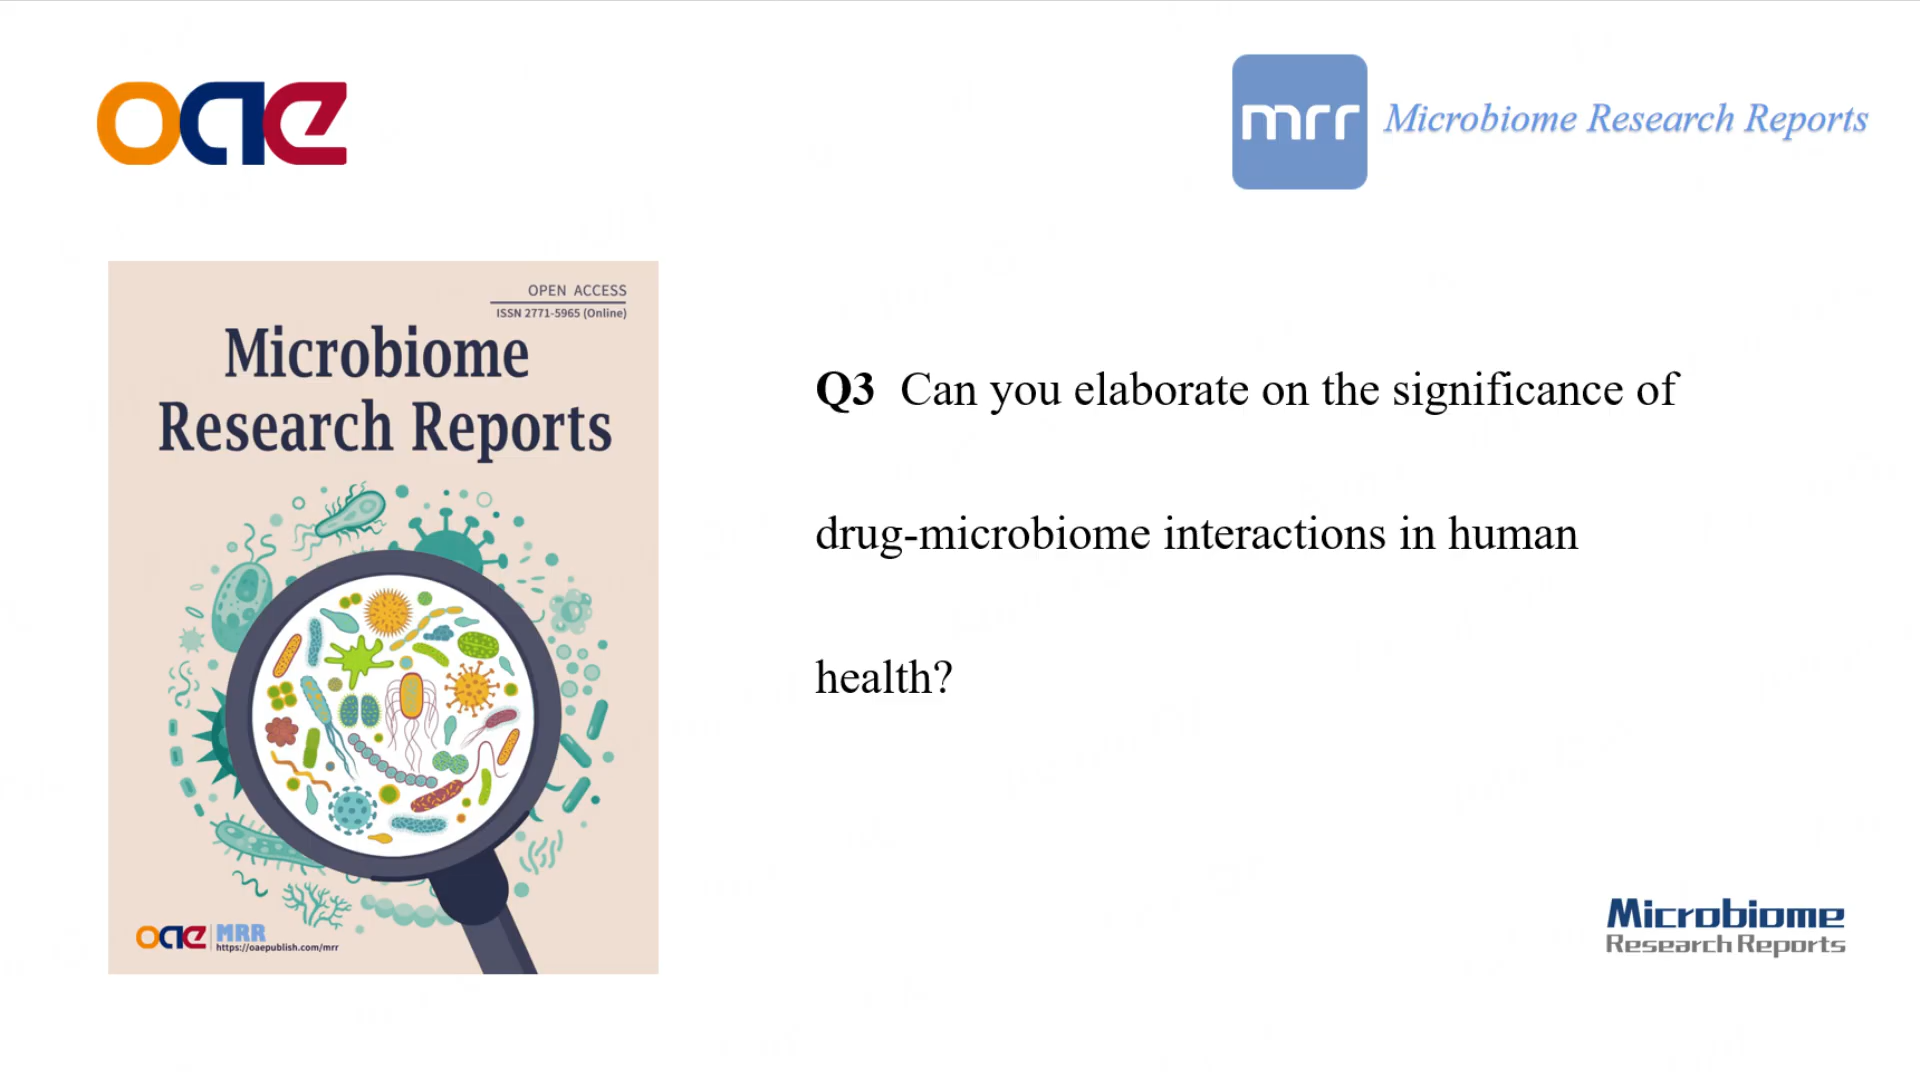 oae
mrr
Microbiome Research Reports
OPEN ACCESS
ISSN 2771-5965 (Online)
Microbiome
Research Reports
oae MRR
https://oaepublish.com/mrr
Q3 Can you elaborate on the significance of
drug-microbiome interactions in human
health?
Microbiome
Research Reports